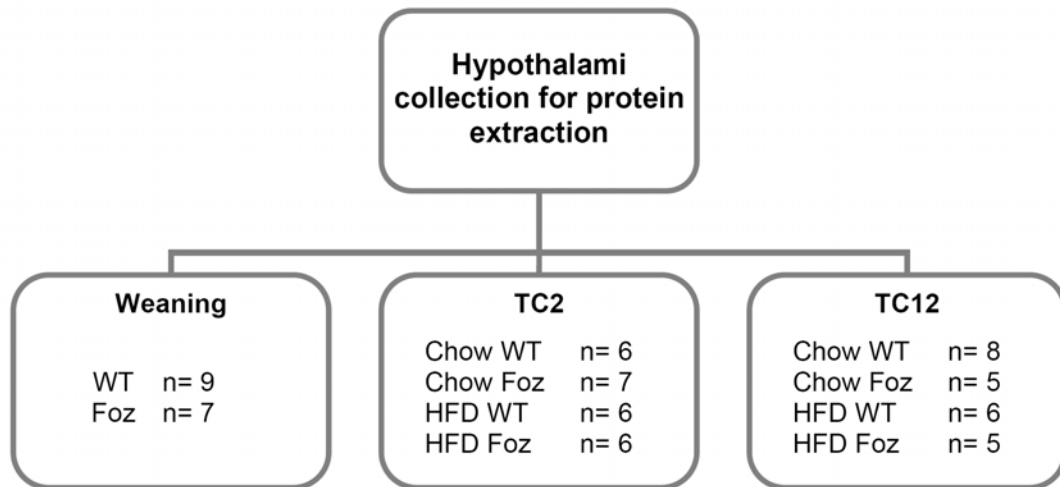 Hypothalami
collection for protein
extraction
Weaning
WT n= 9
Foz n= 7
TC2
Chow WT n= 6
Chow Foz n= 7
HFD WT n= 6
HFD Foz n= 6
TC12
Chow WT n= 8
Chow Foz n= 5
HFD WT n= 6
HFD Foz n= 5